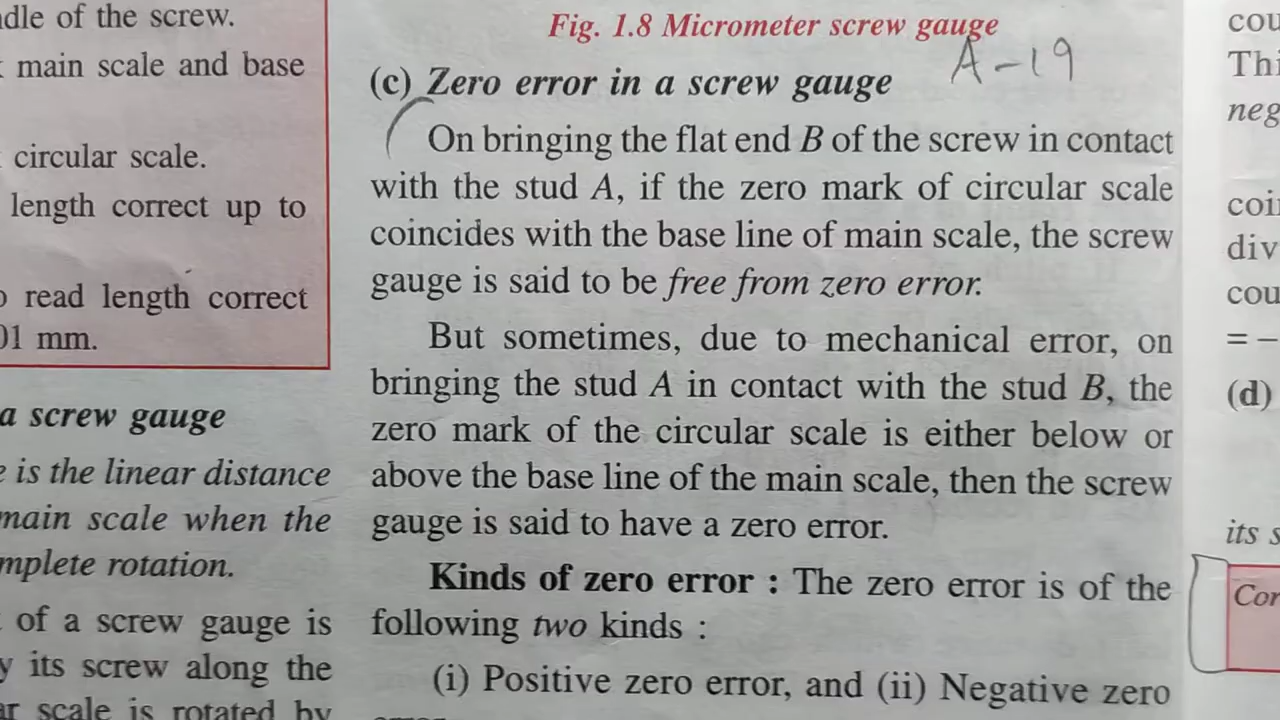 dle of the screw.
main scale and base
circular scale.
length correct up to
read length correct
01 mm.
a screw gauge
is the linear distance
main scale when the
mplete rotation.
of a screw gauge is
y its screw along the
ar scale is rotated by
Fig. 1.8 Micrometer screw gauge
A-19
(c) Zero error in a screw gauge
On bringing the flat end B of the screw in contact
with the stud A, if the zero mark of circular scale
coincides with the base line of main scale, the screw
gauge is said to be free from zero error.
But sometimes, due to mechanical error, on
bringing the stud A in contact with the stud B, the
zero mark of the circular scale is either below or
above the base line of the main scale, then the screw
gauge is said to have a zero error.
Kinds of zero error : The zero error is of the
following two kinds :
(i) Positive zero error, and (ii) Negative zero
cou
Thi
neg
coi
div
cou
= -
(d)
its s
Cor